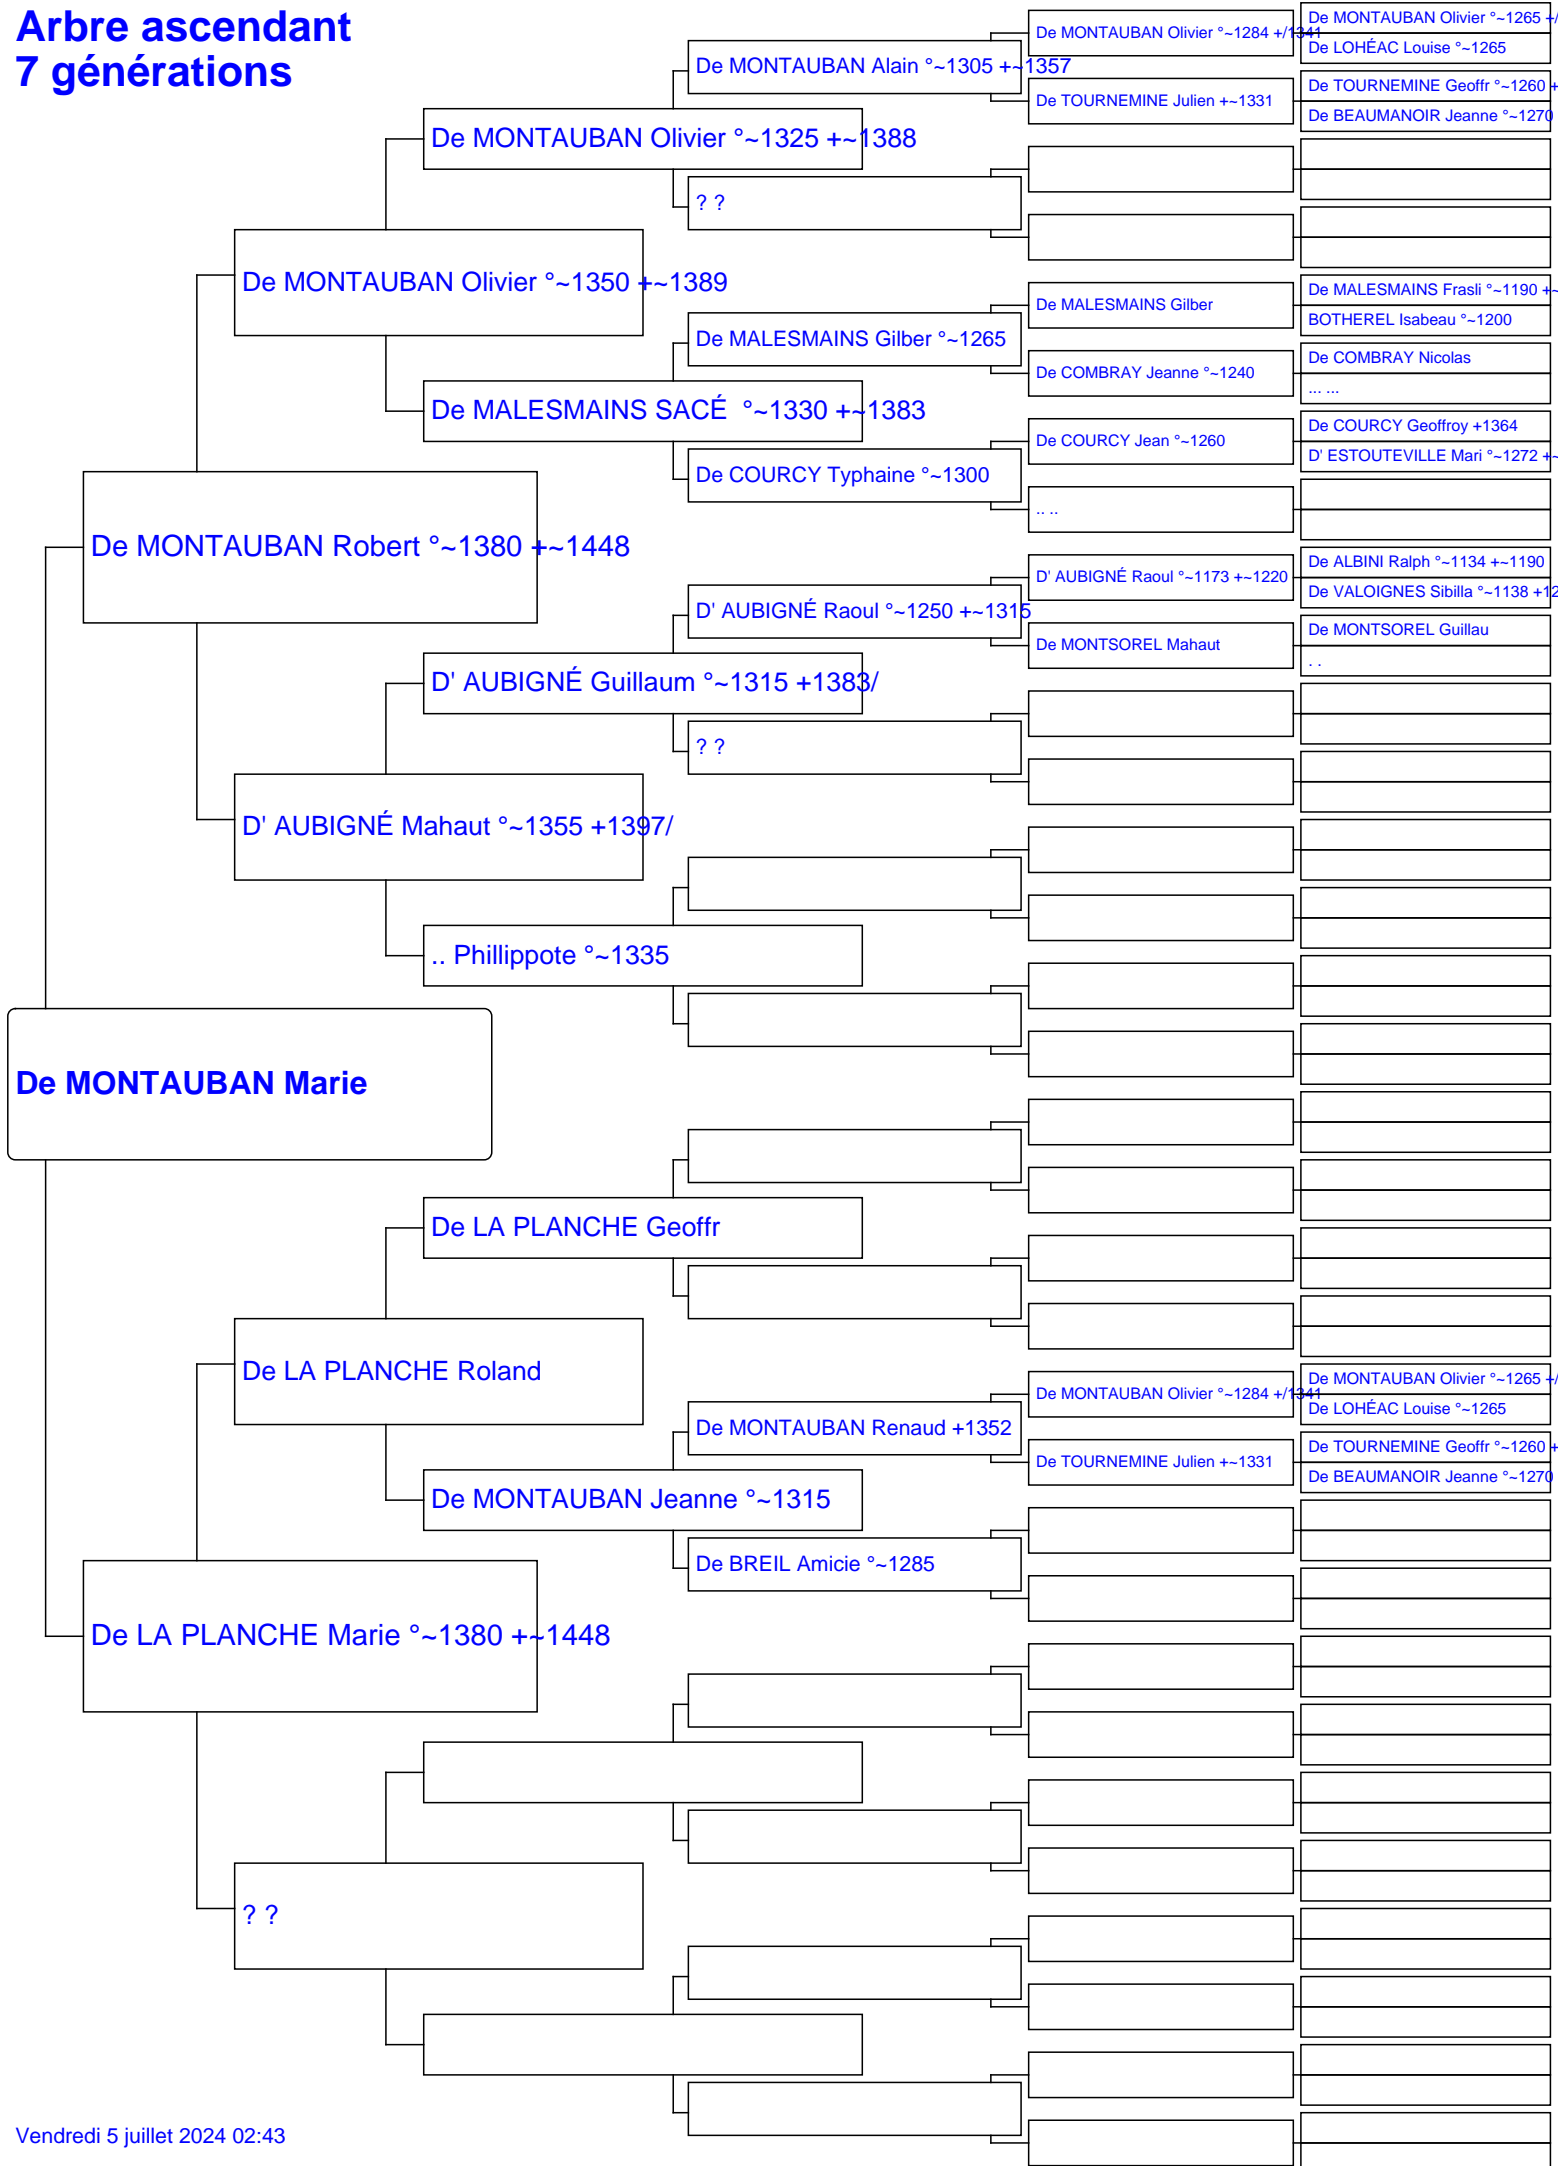 Arbre ascendant
7 générations
De MONTAUBAN Olivier °~1265 +/
De MONTAUBAN Olivier °~1284 +/1341
De LOHÉAC Louise °~1265
De MONTAUBAN Alain °~1305 +~1357
De TOURNEMINE Geoffr °~1260 +
De TOURNEMINE Julien +~1331
De BEAUMANOIR Jeanne °~1270
De MONTAUBAN Olivier °~1325 +~1388
? ?
De MONTAUBAN Olivier °~1350 +~1389
De MALESMAINS Frasli °~1190 +~
De MALESMAINS Gilber
BOTHEREL Isabeau °~1200
De MALESMAINS Gilber °~1265
De COMBRAY Nicolas
De COMBRAY Jeanne °~1240
... ...
De MALESMAINS SACÉ °~1330 +~1383
De COURCY Geoffroy +1364
De COURCY Jean °~1260
D' ESTOUTEVILLE Mari °~1272 +~
De COURCY Typhaine °~1300
.. ..
De MONTAUBAN Robert °~1380 +~1448
De ALBINI Ralph °~1134 +~1190
D' AUBIGNÉ Raoul °~1173 +~1220
De VALOIGNES Sibilla °~1138 +12
D' AUBIGNÉ Raoul °~1250 +~1315
De MONTSOREL Guillau
De MONTSOREL Mahaut
. .
D' AUBIGNÉ Guillaum °~1315 +1383/
? ?
D' AUBIGNÉ Mahaut °~1355 +1397/
.. Phillippote °~1335
De MONTAUBAN Marie
De LA PLANCHE Geoffr
De LA PLANCHE Roland
De MONTAUBAN Olivier °~1265 +/
De MONTAUBAN Olivier °~1284 +/1341
De LOHÉAC Louise °~1265
De MONTAUBAN Renaud +1352
De TOURNEMINE Geoffr °~1260 +
De TOURNEMINE Julien +~1331
De BEAUMANOIR Jeanne °~1270
De MONTAUBAN Jeanne °~1315
De BREIL Amicie °~1285
De LA PLANCHE Marie °~1380 +~1448
? ?
Vendredi 5 juillet 2024 02:43